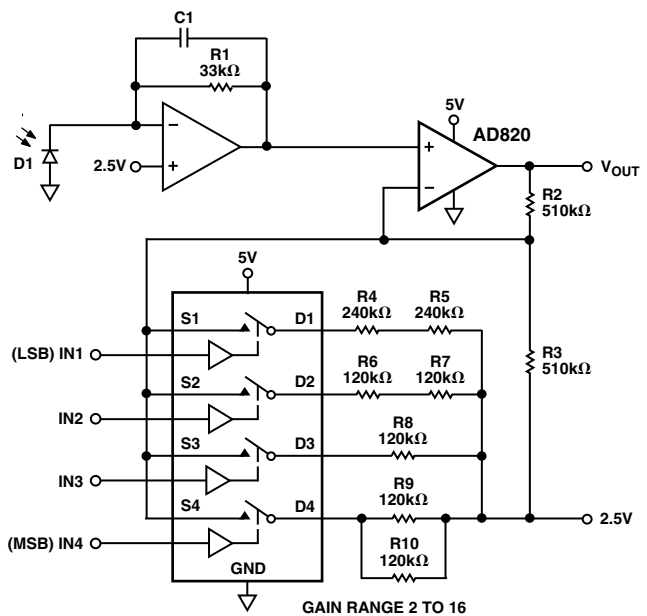 C1
R1
33kΩ
5V
AD820
D1
2.5V
+
−
+
−
VOUT
R2
510kΩ
5V
S1
D1
R4
240kΩ
R5
240kΩ
(LSB) IN1
S2
D2
R6
120kΩ
R7
120kΩ
R3
510kΩ
IN2
S3
D3
R8
120kΩ
IN3
S4
D4
R9
120kΩ
2.5V
(MSB) IN4
R10
120kΩ
GND
GAIN RANGE 2 TO 16